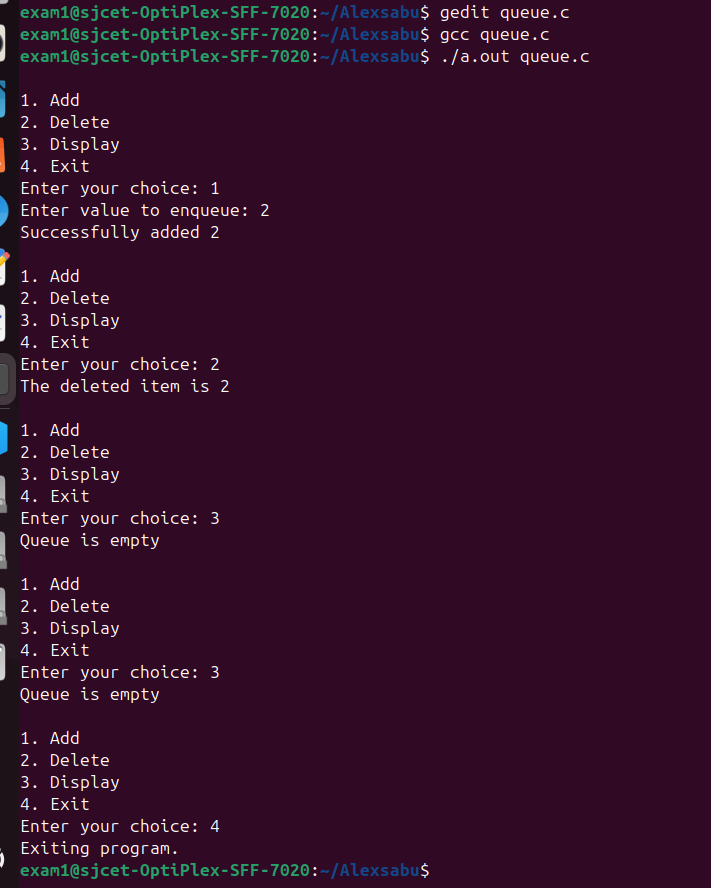 exam1@sjcet-OptiPlex-SFF-7020:~/Alexsabu$ gedit queue.c
exam1@sjcet-OptiPlex-SFF-7020:~/Alexsabu$ gcc queue.c
exam1@sjcet-OptiPlex-SFF-7020:~/Alexsabu$ ./a.out queue.c

1. Add
2. Delete
3. Display
4. Exit
Enter your choice: 1
Enter value to enqueue: 2
Successfully added 2

1. Add
2. Delete
3. Display
4. Exit
Enter your choice: 2
The deleted item is 2

1. Add
2. Delete
3. Display
4. Exit
Enter your choice: 3
Queue is empty

1. Add
2. Delete
3. Display
4. Exit
Enter your choice: 3
Queue is empty

1. Add
2. Delete
3. Display
4. Exit
Enter your choice: 4
Exiting program.
exam1@sjcet-OptiPlex-SFF-7020:~/Alexsabu$